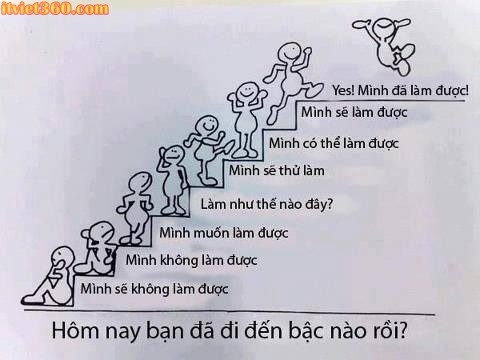 itviet360.com
Yes! Mình đã làm được!
Mình sẽ làm được
Mình có thể làm được
Mình sẽ thử làm
Làm như thế nào đây?
Mình muốn làm được
Mình không làm được
Mình sẽ không làm được
Hôm nay bạn đã đi đến bậc nào rồi?